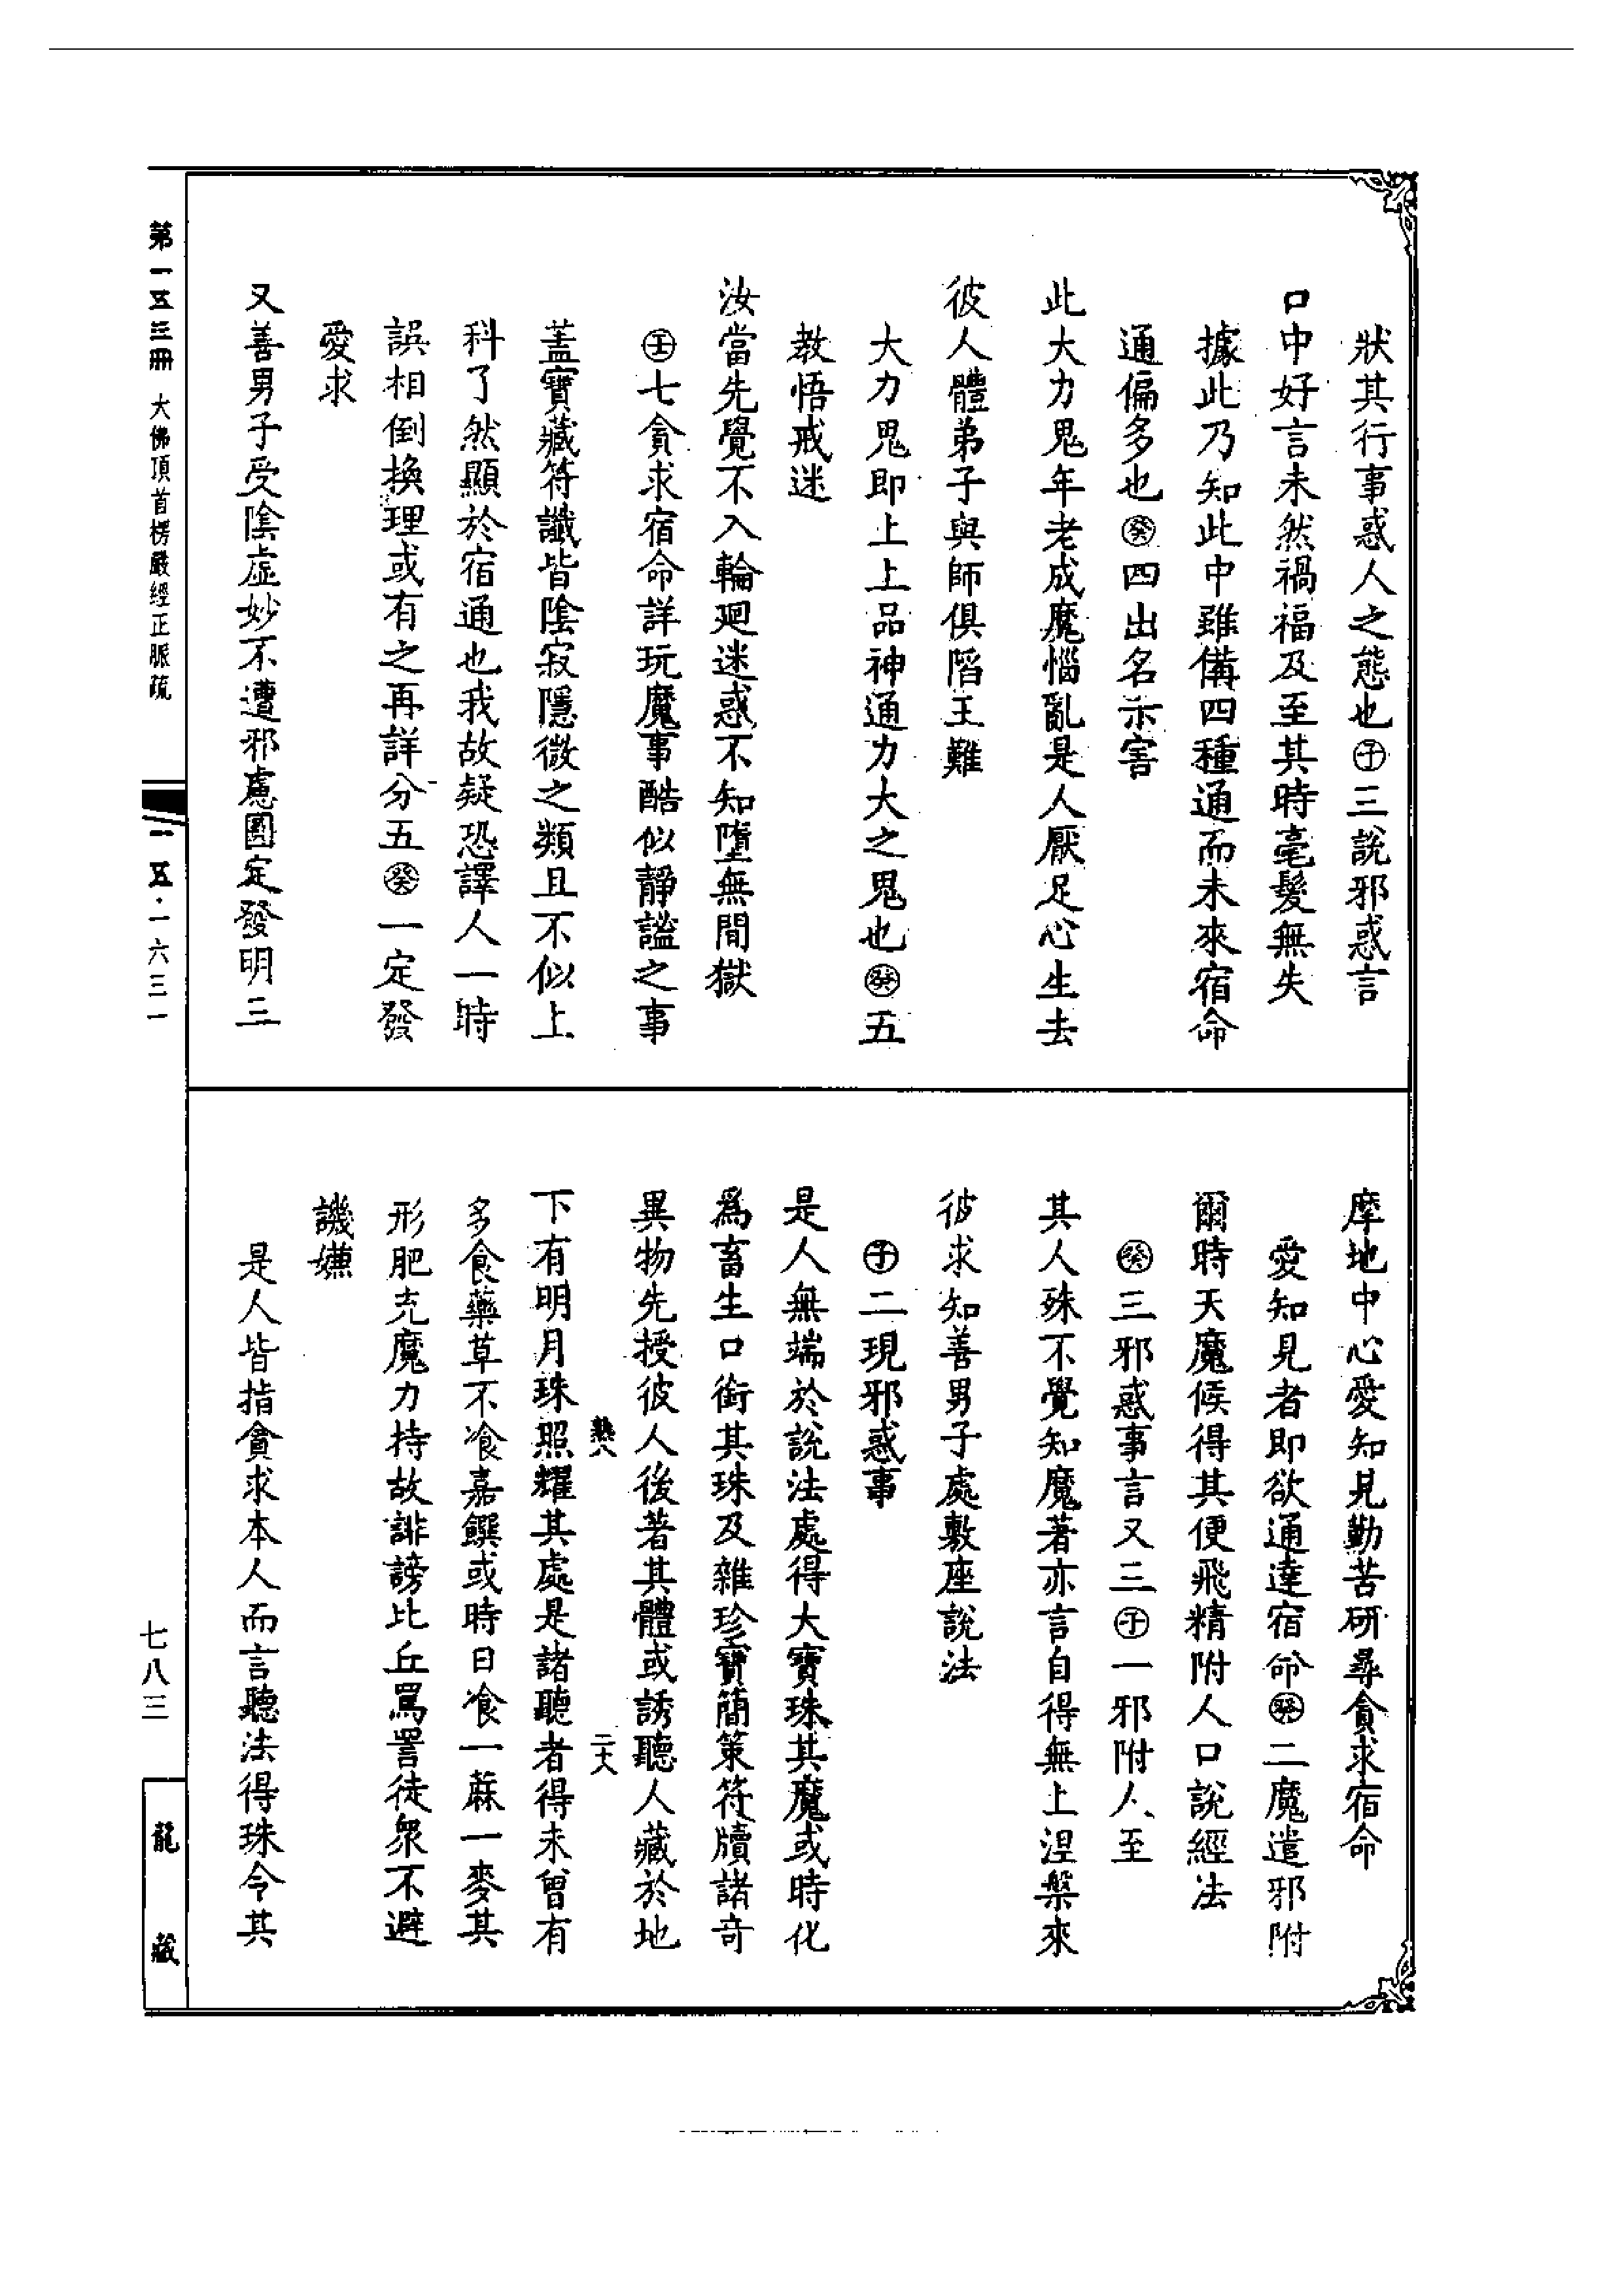 狀其行事惑人之態也㊉子三說邪惑言
口中好言未然禍福及至其時毫髮無失
據此乃知此中雖備四種通而未來宿命
通偏多也癸四出名示害
此大力鬼年老成魔惱亂是人厭足心生去
彼人體弟子與師俱陷王難
大力鬼即上上品神通力大之鬼也癸五
教悟戒迷
汝當先覺不入輪廻迷惑不知墮無間獄
壬七貪求宿命詳玩魔事酷似靜謐之事
蓋寶藏符讖皆陰寂隱微之類且不似上
科了然顯於宿通也我故疑恐譯人一時
誤相倒換理或有之再詳分五癸一定發
愛求
又善男子受陰虛妙不遭邪慮圓定發明三
摩地中心愛知見勤苦研尋貪求宿命
愛知見者即欲通達宿命癸二魔遣邪附
爾時天魔候得其便飛精附人口說經法
癸三邪惑事言又三子一邪附人至
其人殊不覺知魔著亦言自得無上涅槃來
彼求知善男子處敷座說法
子二現邪惑事
是人無端於說法處得大寶珠其魔或時化
爲畜生口銜其珠及雜珍寶簡策符牘諸奇
異物先授彼人後著其體或誘聽人藏於地
下有明月珠照耀其處是諸聽者得未曾有
多食藥草不飡嘉饌或時日飡一蔴一麥其
形肥充魔力持故誹謗比丘罵詈徒眾不避
譏嫌
是人皆指貪求本人而言聽法得珠令其
第一五三冊 大佛頂首楞嚴經正脈疏
一五·一六三一
七八三
龍藏